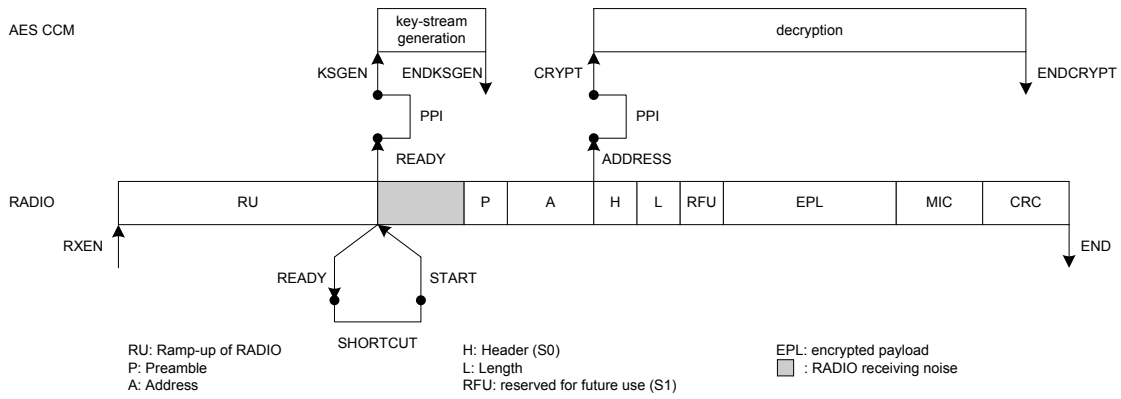 AES CCM
key-stream
generation
decryption
KSGEN
ENDKSGEN
CRYPT
ENDCRYPT
PPI
PPI
READY
ADDRESS
RADIO
RU
P
A
H
L
RFU
EPL
MIC
CRC
RXEN
END
READY
START
SHORTCUT
RU: Ramp-up of RADIO
P: Preamble
A: Address
H: Header (S0)
L: Length
RFU: reserved for future use (S1)
EPL: encrypted payload
: RADIO receiving noise